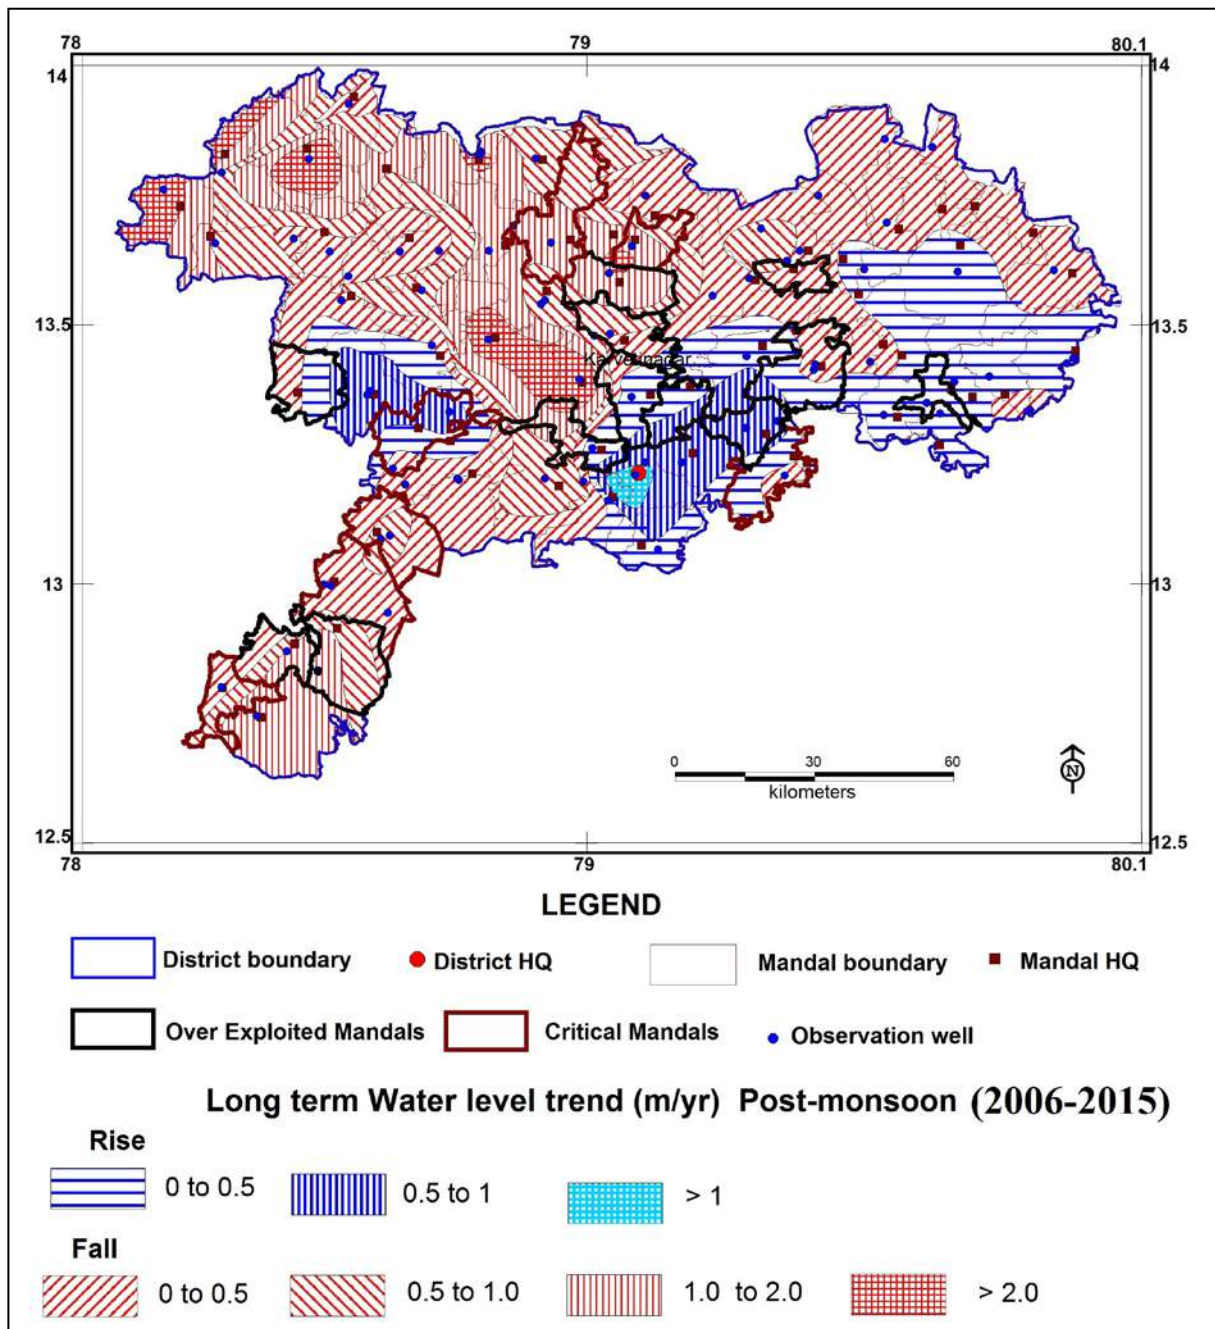 78 79 80.1
14 14
13.5 13.5
Karvetinagar
13 13
0 30 60
kilometers
N
12.5 12.5
78 79 80.1
LEGEND
District boundary District HQ Mandal boundary Mandal HQ
Over Exploited Mandals Critical Mandals Observation well
Long term Water level trend (m/yr) Post-monsoon (2006-2015)
Rise
0 to 0.5 0.5 to 1 > 1
Fall
0 to 0.5 0.5 to 1.0 1.0 to 2.0 > 2.0